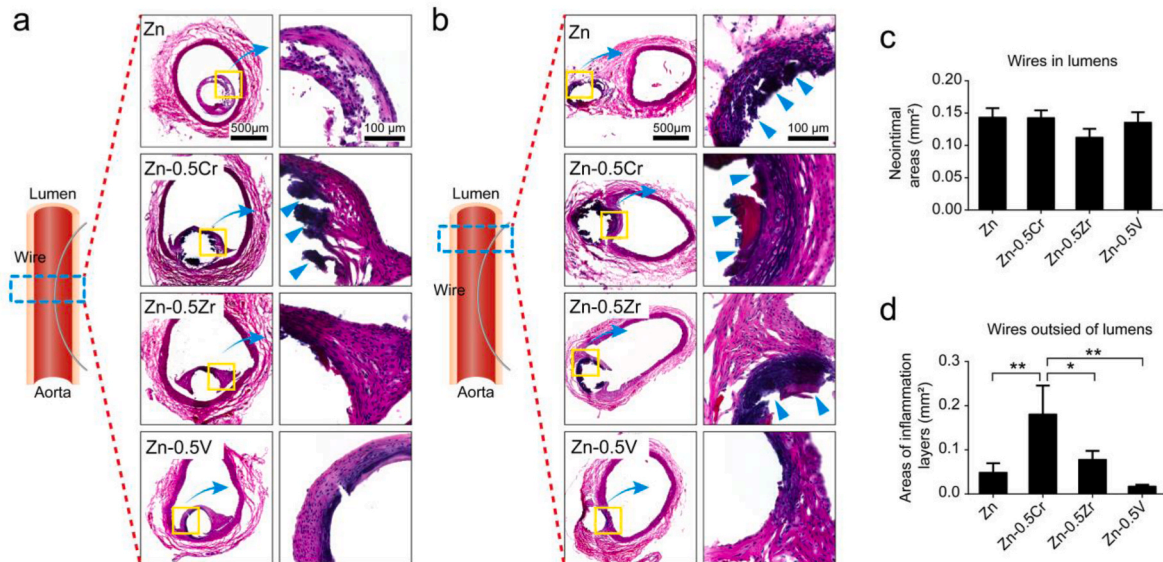 a
Zn
500μm
100 μm
Zn-0.5Cr
Zn-0.5Zr
Zn-0.5V
Lumen
Wire
Aorta
b
Zn
500μm
100 μm
Zn-0.5Cr
Zn-0.5Zr
Zn-0.5V
Lumen
Wire
Aorta
c
Wires in lumens
Neointimal
areas (mm²)
0.20
0.15
0.10
0.05
0.00
Zn
Zn-0.5Cr
Zn-0.5Zr
Zn-0.5V
d
Wires outsied of lumens
Areas of inflammation
layers (mm²)
0.3
0.2
0.1
0.0
** * **
Zn
Zn-0.5Cr
Zn-0.5Zr
Zn-0.5V